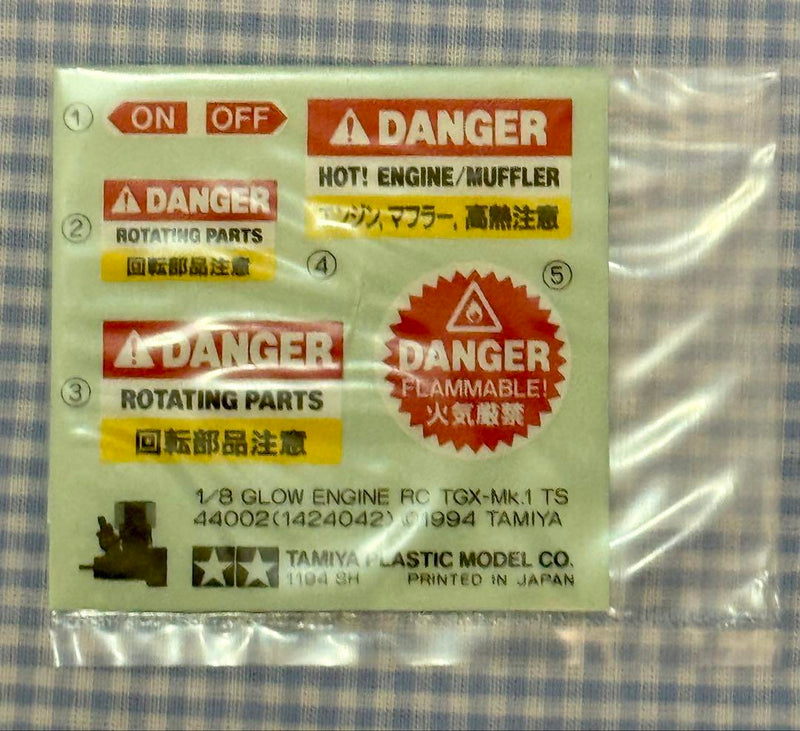 ① ON OFF
DANGER
HOT! ENGINE/MUFFLER
エンジン, マフラー, 高熱注意
② DANGER
ROTATING PARTS
回転部品注意
④
⑤
DANGER
FLAMMABLE!
火気厳禁
③ DANGER
ROTATING PARTS
回転部品注意
1/8 GLOW ENGINE RC TGX-Mk.1 TS
44002(1424042) ©1994 TAMIYA
TAMIYA PLASTIC MODEL CO.
1194 SH PRINTED IN JAPAN